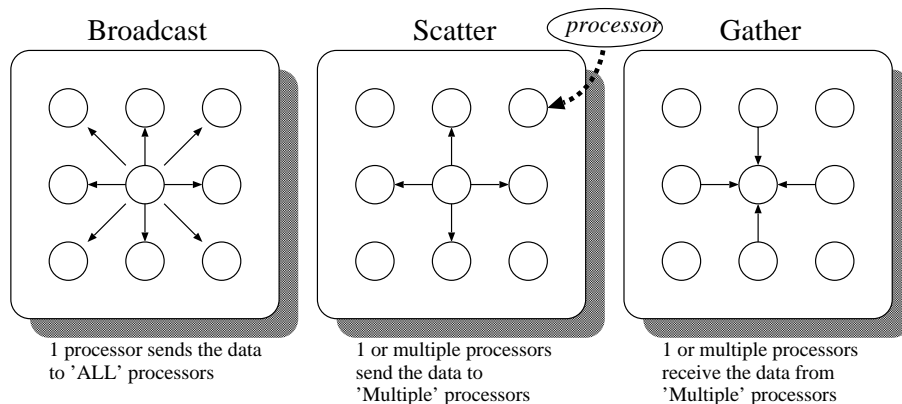 Broadcast
Scatter
processor
Gather
1 processor sends the data
to ’ALL’ processors
1 or multiple processors
send the data to
’Multiple’ processors
1 or multiple processors
receive the data from
’Multiple’ processors